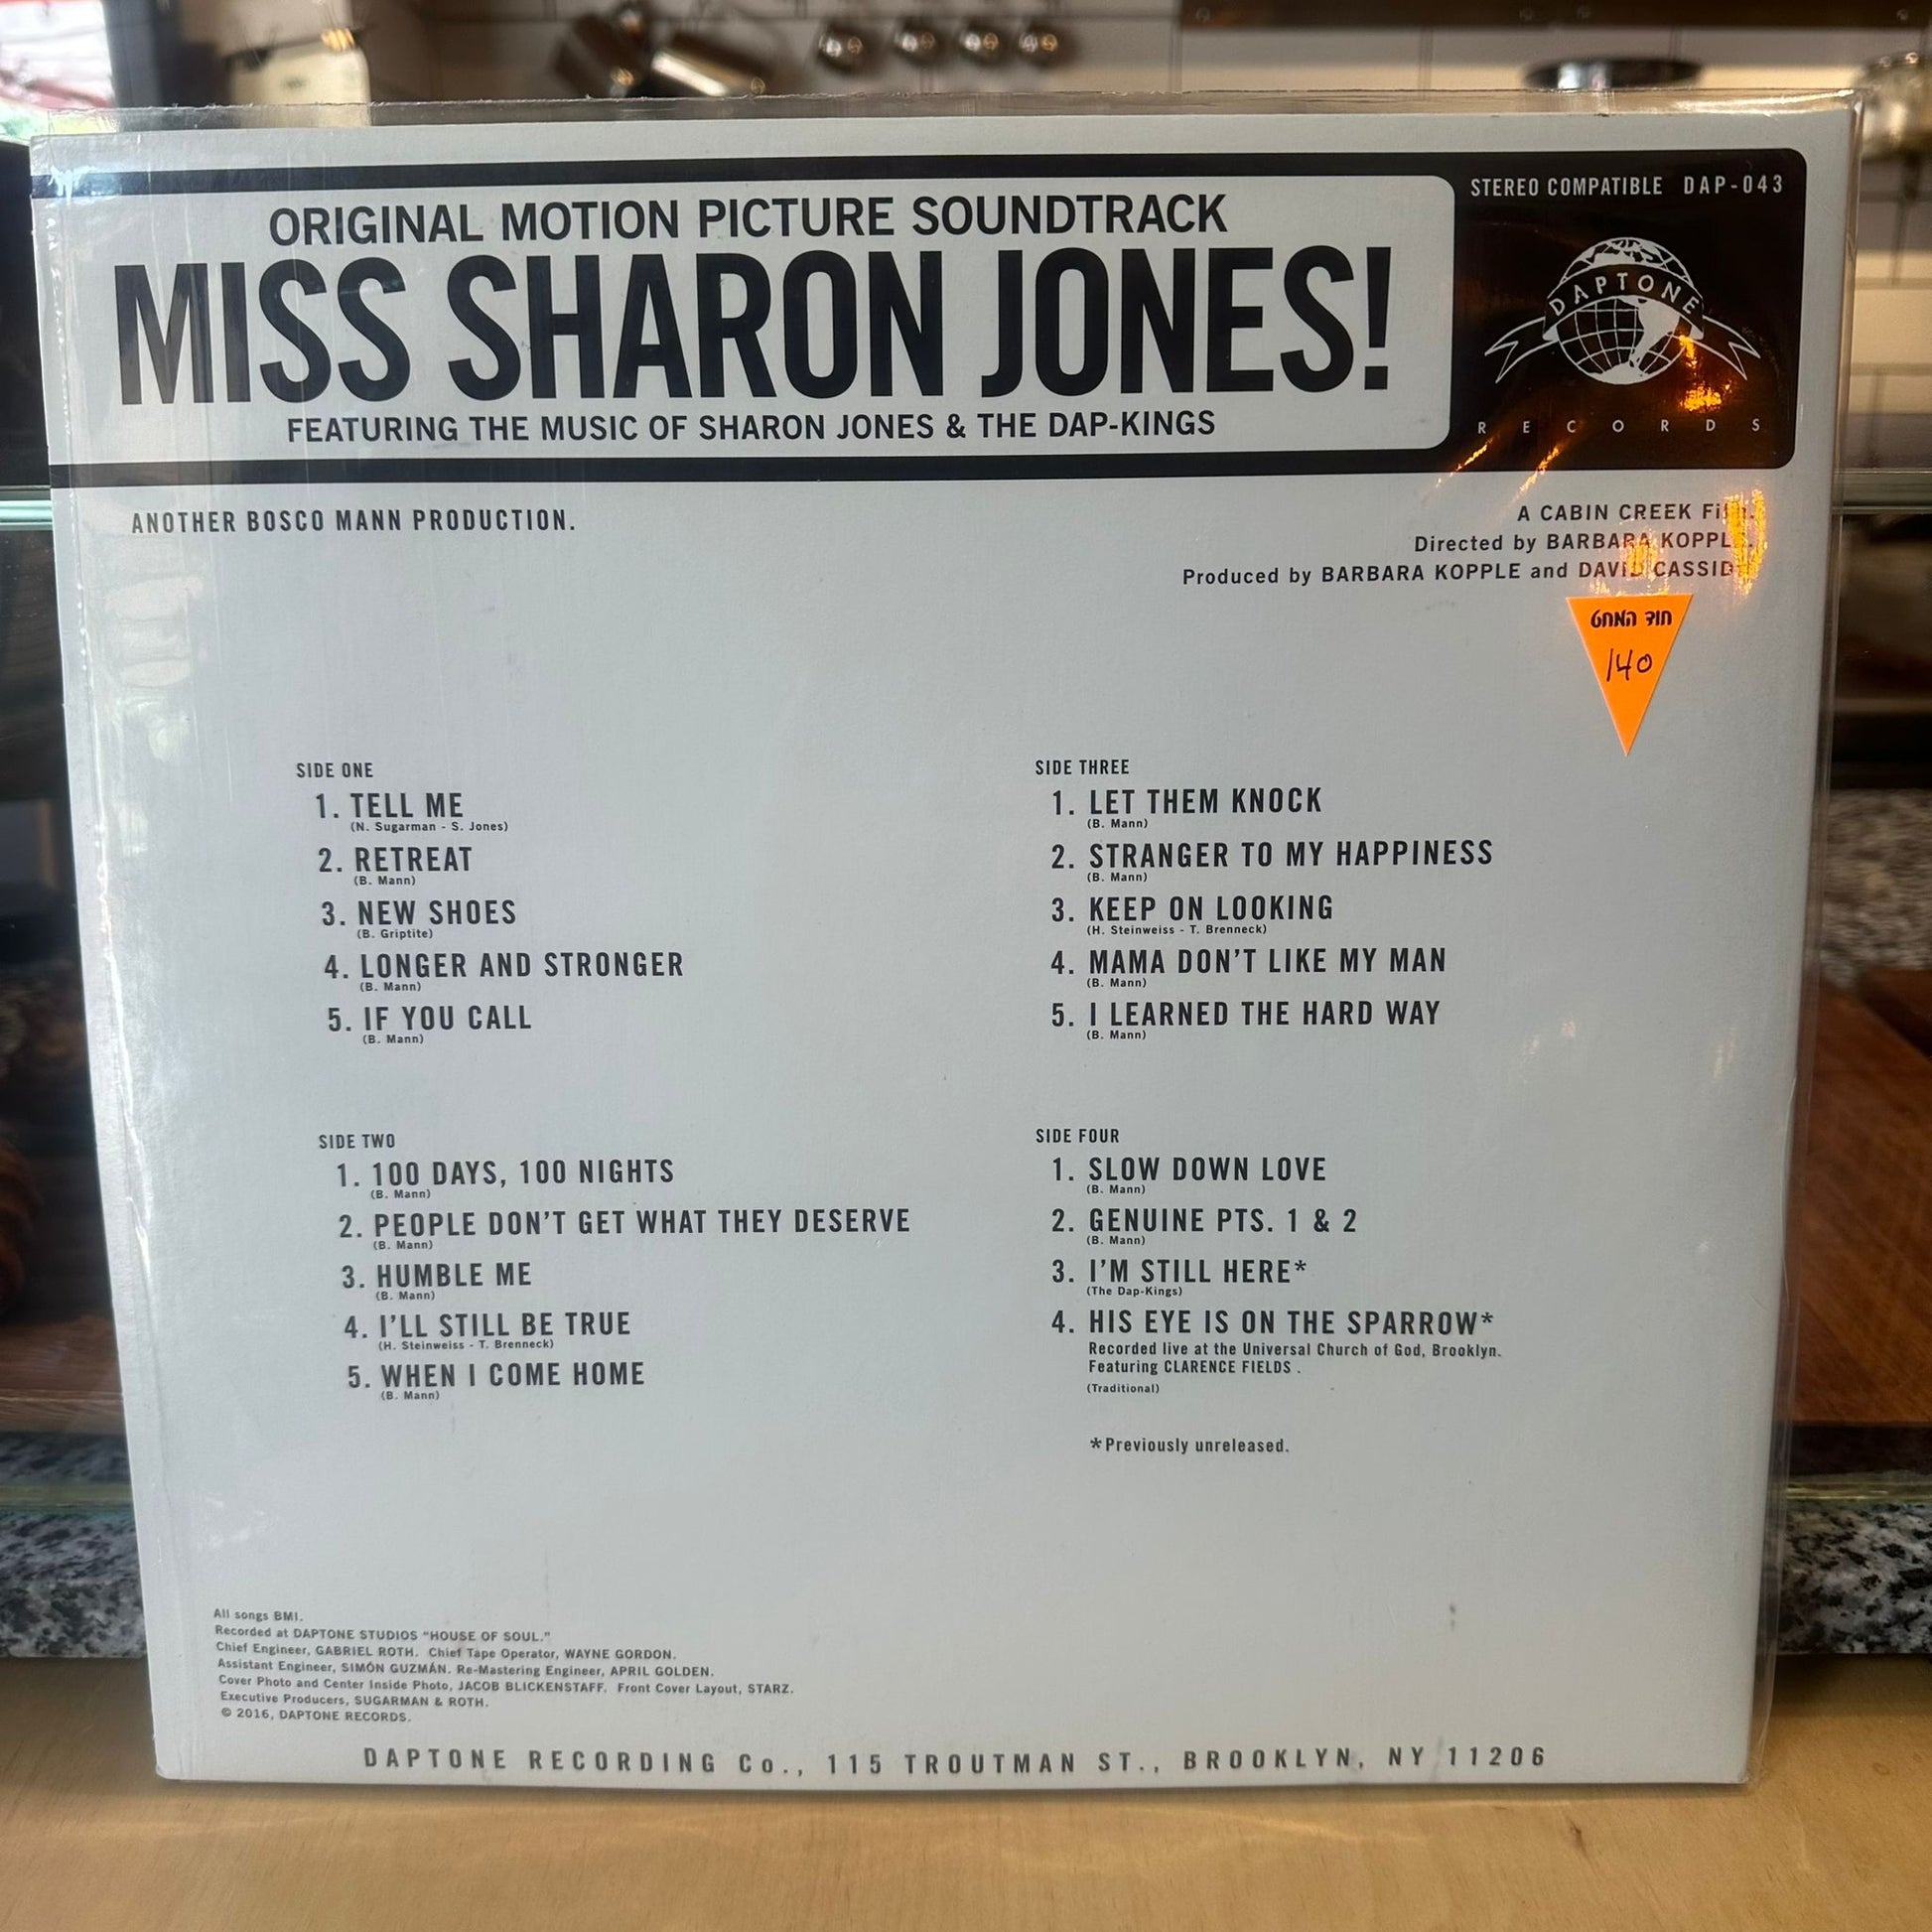 ORIGINAL MOTION PICTURE SOUNDTRACK
MISS SHARON JONES!
FEATURING THE MUSIC OF SHARON JONES & THE DAP-KINGS
STEREO COMPATIBLE DAP-043
DAPTONE
RECORDS
ANOTHER BOSCO MANN PRODUCTION.
A CABIN CREEK Film.
Directed by BARBARA KOPPLE.
Produced by BARBARA KOPPLE and DAVID CASSIDY
140
SIDE ONE
1. TELL ME
(N. Sugarman - S. Jones)
2. RETREAT
(B. Mann)
3. NEW SHOES
(B. Griptite)
4. LONGER AND STRONGER
(B. Mann)
5. IF YOU CALL
(B. Mann)
SIDE TWO
1. 100 DAYS, 100 NIGHTS
(B. Mann)
2. PEOPLE DON'T GET WHAT THEY DESERVE
(B. Mann)
3. HUMBLE ME
(B. Mann)
4. I'LL STILL BE TRUE
(H. Steinweiss - T. Brenneck)
5. WHEN I COME HOME
(B. Mann)
SIDE THREE
1. LET THEM KNOCK
(B. Mann)
2. STRANGER TO MY HAPPINESS
(B. Mann)
3. KEEP ON LOOKING
(H. Steinweiss - T. Brenneck)
4. MAMA DON'T LIKE MY MAN
(B. Mann)
5. I LEARNED THE HARD WAY
(B. Mann)
SIDE FOUR
1. SLOW DOWN LOVE
(B. Mann)
2. GENUINE PTS. 1 & 2
(B. Mann)
3. I'M STILL HERE*
(The Dap-Kings)
4. HIS EYE IS ON THE SPARROW*
Recorded live at the Universal Church of God, Brooklyn.
Featuring CLARENCE FIELDS .
(Traditional)
*Previously unreleased.
All songs BMI.
Recorded at DAPTONE STUDIOS "HOUSE OF SOUL."
Chief Engineer, GABRIEL ROTH. Chief Tape Operator, WAYNE GORDON.
Assistant Engineer, SIMÓN GUZMÁN. Re-Mastering Engineer, APRIL GOLDEN.
Cover Photo and Center Inside Photo, JACOB BLICKENSTAFF. Front Cover Layout, STARZ.
Executive Producers, SUGARMAN & ROTH.
© 2016, DAPTONE RECORDS.
DAPTONE RECORDING Co., 115 TROUTMAN ST., BROOKLYN, NY 11206